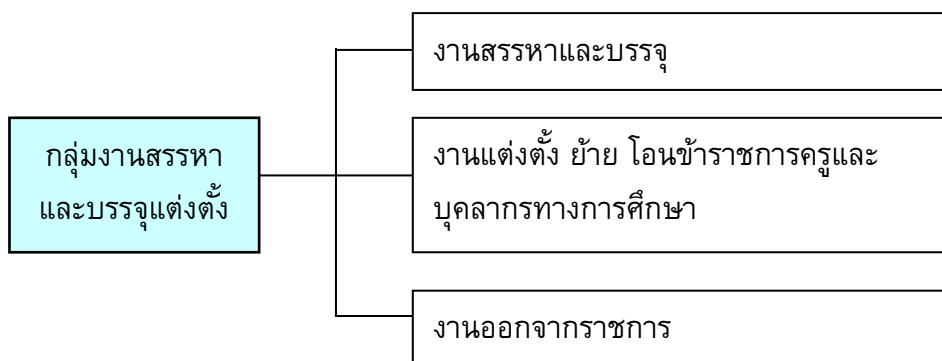 งานสรรหาและบรรจุ
กลุ่มงานสรรหา
และบรรจุแต่งตั้ง
งานแต่งตั้ง ย้าย โอนข้าราชการครูและ
บุคลากรทางการศึกษา
งานออกจากราชการ